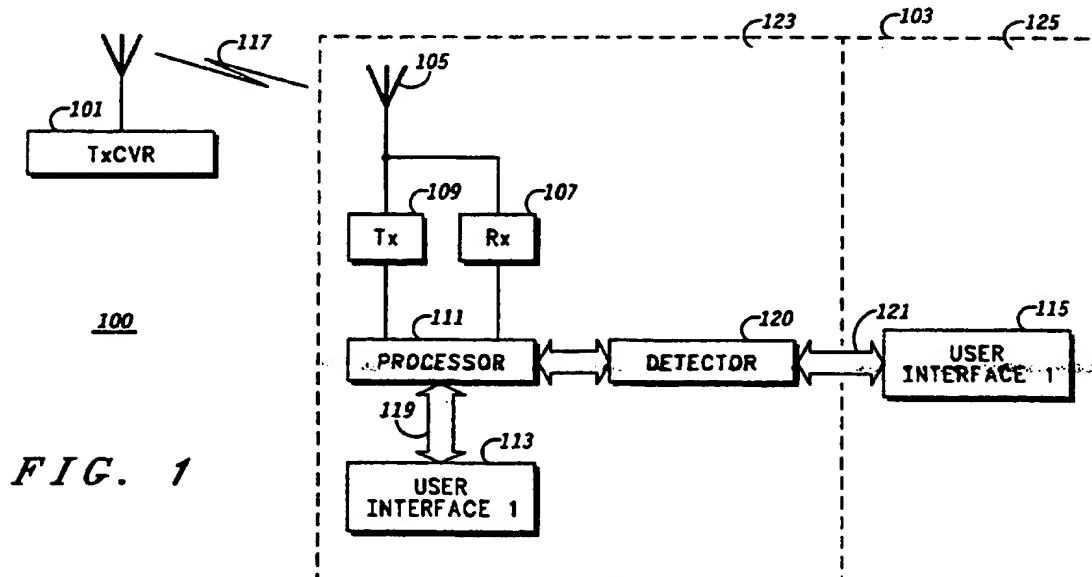 123
103
125
117
105
101
TxCVR
109
107
Tx
Rx
100
111
120
121
115
PROCESSOR
DETECTOR
USER
INTERFACE 1
119
113
USER
INTERFACE 1
FIG. 1